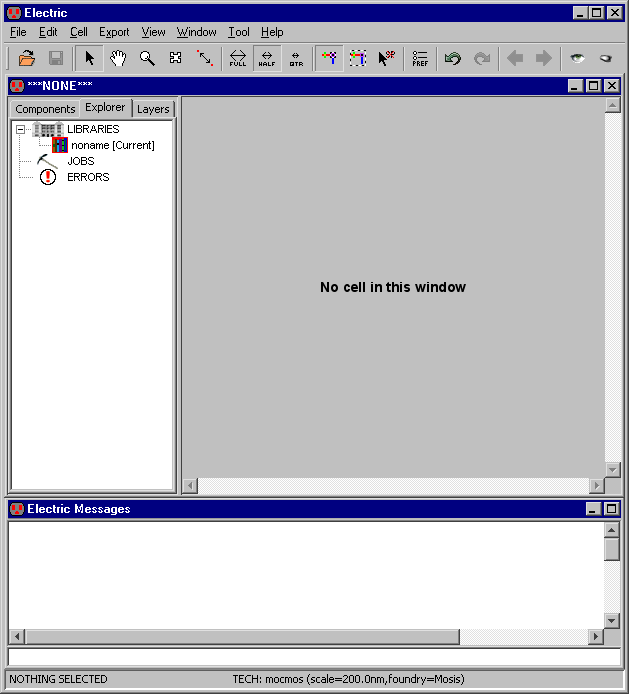 Electric
File Edit Cell Export View Window Tool Help
FULL HALF QTR SP PREF
***NONE***
Components Explorer Layers
LIBRARIES
noname [Current]
JOBS
ERRORS
No cell in this window
Electric Messages
NOTHING SELECTED TECH: mocmos (scale=200.0nm,foundry=Mosis)